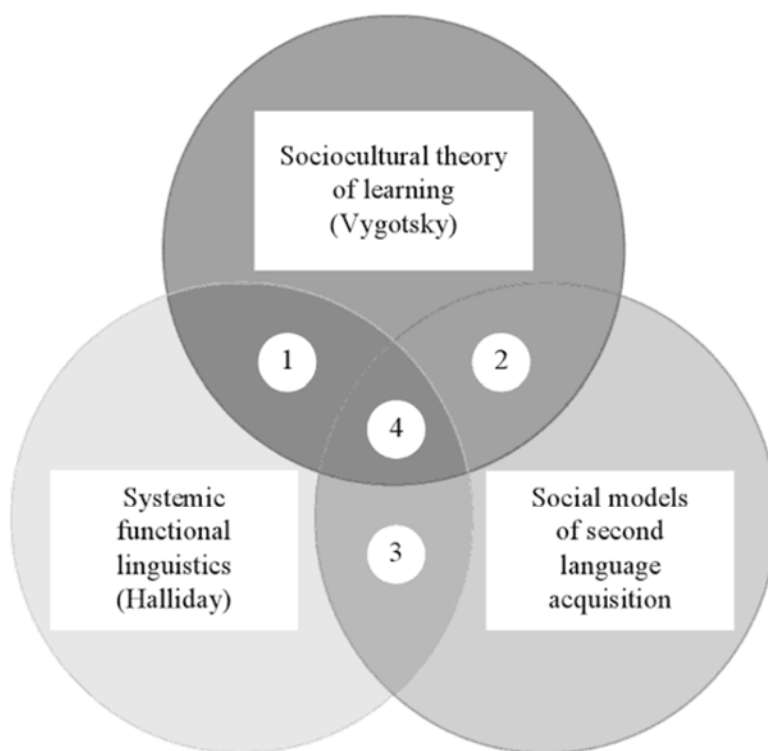 Sociocultural theory
of learning
(Vygotsky)
1
2
4
Systemic
functional
linguistics
(Halliday)
3
Social models
of second
language
acquisition